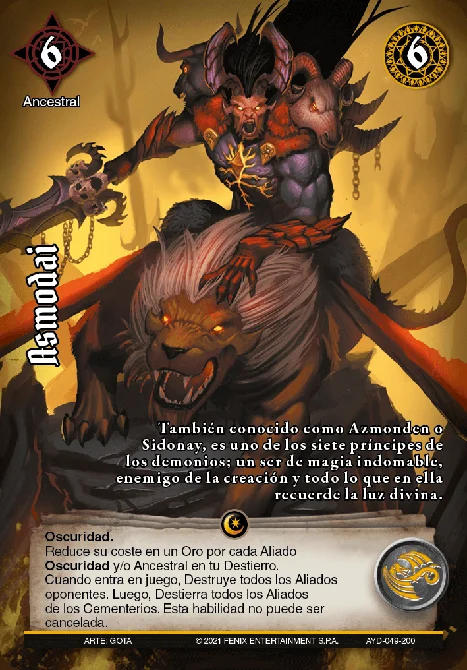 6
6
Ancestral
Asmodai
También conocido como Azmonden o
Sidonay, es uno de los siete príncipes de
los demonios; un ser de magia indomable,
enemigo de la creación y todo lo que en ella
recuerde la luz divina.
Oscuridad.
Reduce su coste en un Oro por cada Aliado
Oscuridad y/o Ancestral en tu Destierro.
Cuando entra en juego, Destruye todos los Aliados
oponentes. Luego, Destierra todos los Aliados
de los Cementerios. Esta habilidad no puede ser
cancelada.
ARTE: GOTA © 2021 FENIX ENTERTAINMENT S.P.A. AYD-049-200